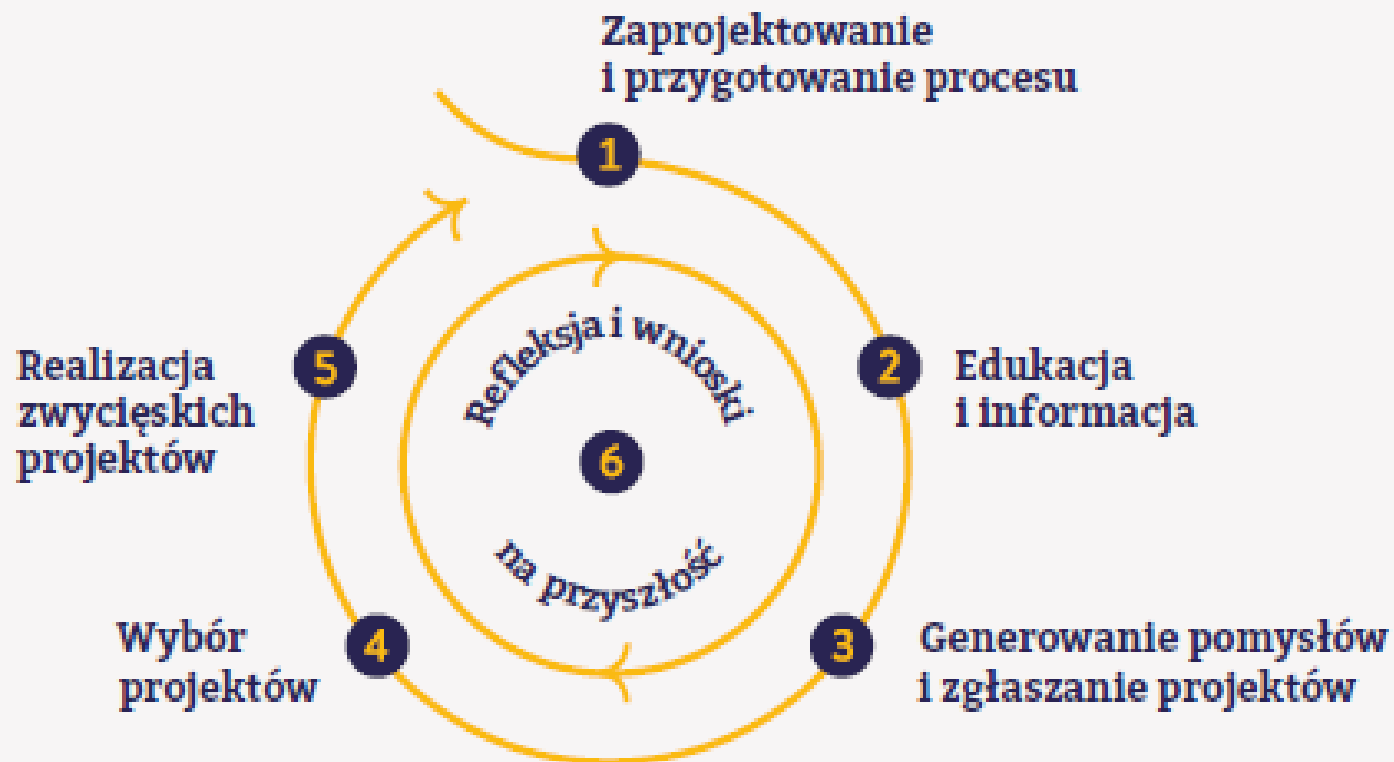 Zaprojektowanie
i przygotowanie procesu
1
2
Edukacja
i informacja
3
Generowanie pomysłów
i zgłaszanie projektów
4
Wybór
projektów
5
Realizacja
zwycięskich
projektów
Refleksja i wnioski
6
na przyszłość